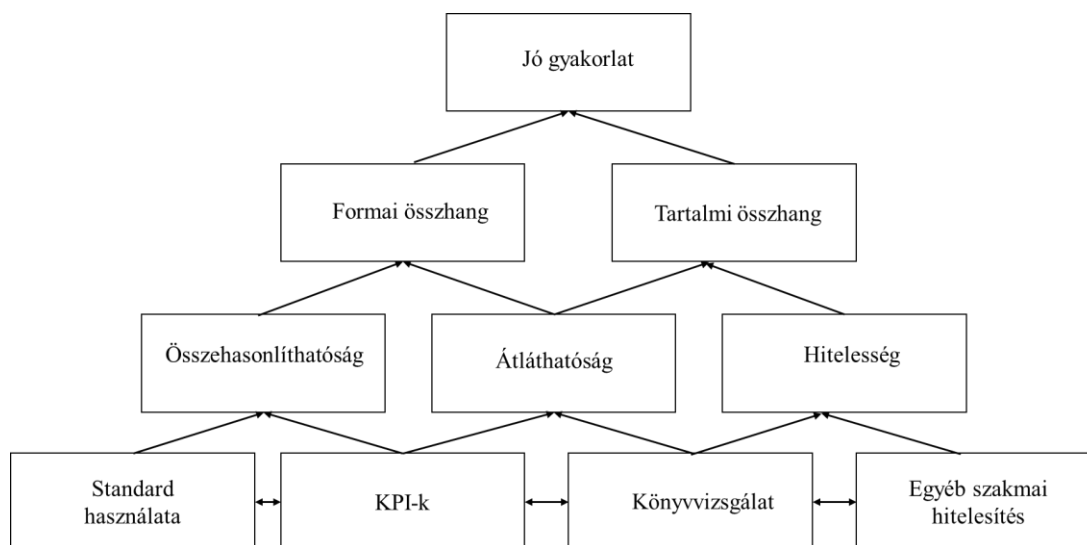 Jó gyakorlat
Formai összhang
Tartalmi összhang
Összehasonlíthatóság
Átláthatóság
Hitelesség
Standard
használata
KPI-k
Könyvvizsgálat
Egyéb szakmai
hitelesítés